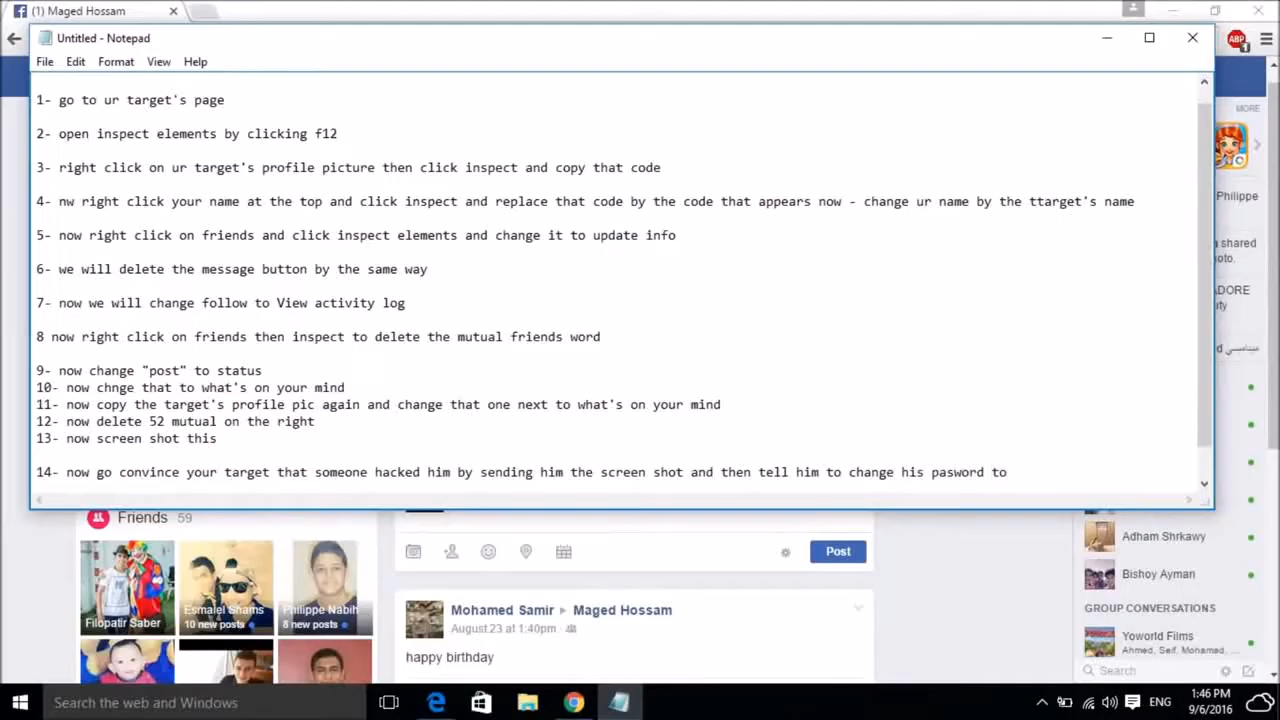 (1) Maged Hossam
Untitled - Notepad
File Edit Format View Help
1- go to ur target's page
2- open inspect elements by clicking f12
3- right click on ur target's profile picture then click inspect and copy that code
4- nw right click your name at the top and click inspect and replace that code by the code that appears now - change ur name by the ttarget's name
5- now right click on friends and click inspect elements and change it to update info
6- we will delete the message button by the same way
7- now we will change follow to View activity log
8 now right click on friends then inspect to delete the mutual friends word
9- now change "post" to status
10- now chnge that to what's on your mind
11- now copy the target's profile pic again and change that one next to what's on your mind
12- now delete 52 mutual on the right
13- now screen shot this
14- now go convince your target that someone hacked him by sending him the screen shot and then tell him to change his pasword to
ABP
1
MORE
Philippe
shared
oto.
ADORE
Friends 59
Filopatir Saber
Esmalel Shams
10 new posts
Philippe Nabih
8 new posts
Post
Mohamed Samir ▸ Maged Hossam
August 23 at 1:40pm
happy birthday
Adham Shrkawy
Bishoy Ayman
GROUP CONVERSATIONS
Yoworld Films
Ahmed, Seif, Mohamed, ...
Search
Search the web and Windows
ENG
1:46 PM
9/6/2016